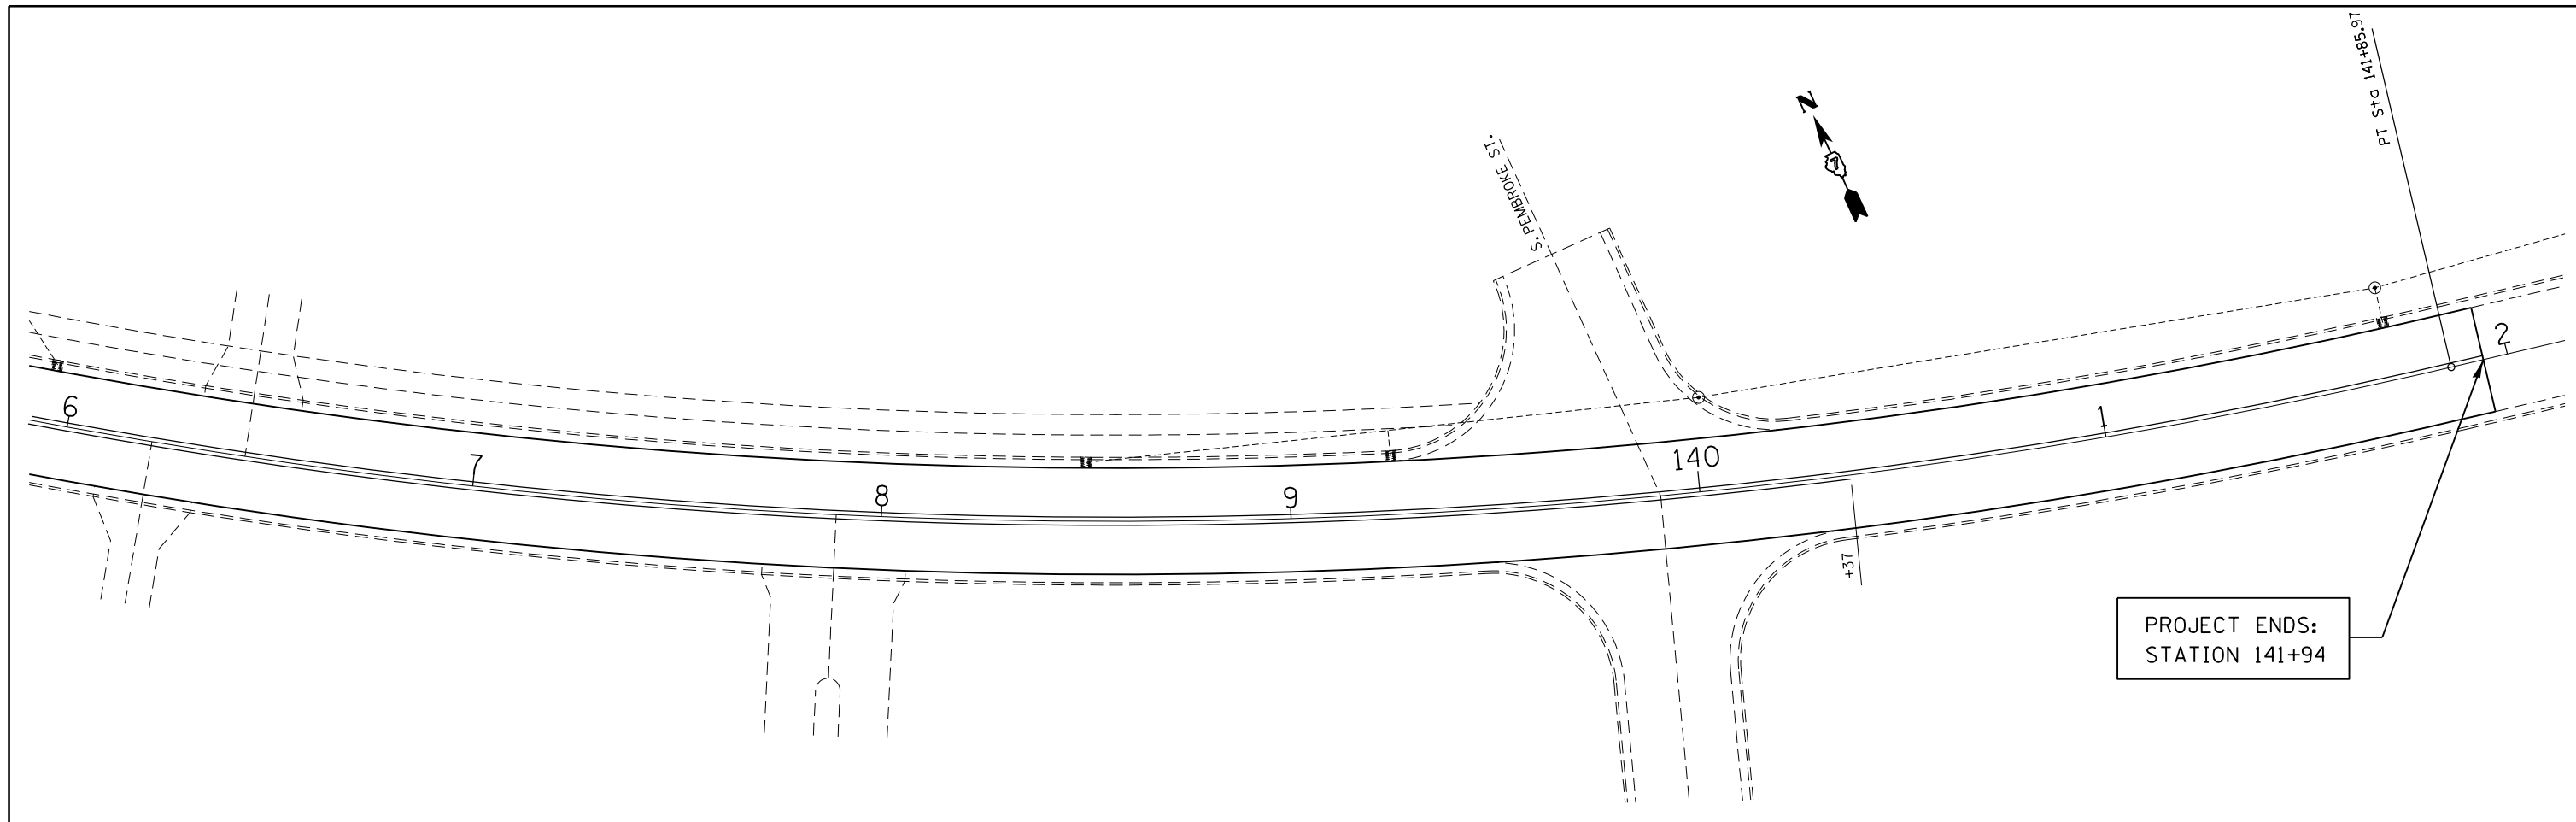 PT Sta 141+85.97
N
7
S. PEMBROKE ST.
2
6
1
140
7
8
9
+37
PROJECT ENDS:
STATION 141+94